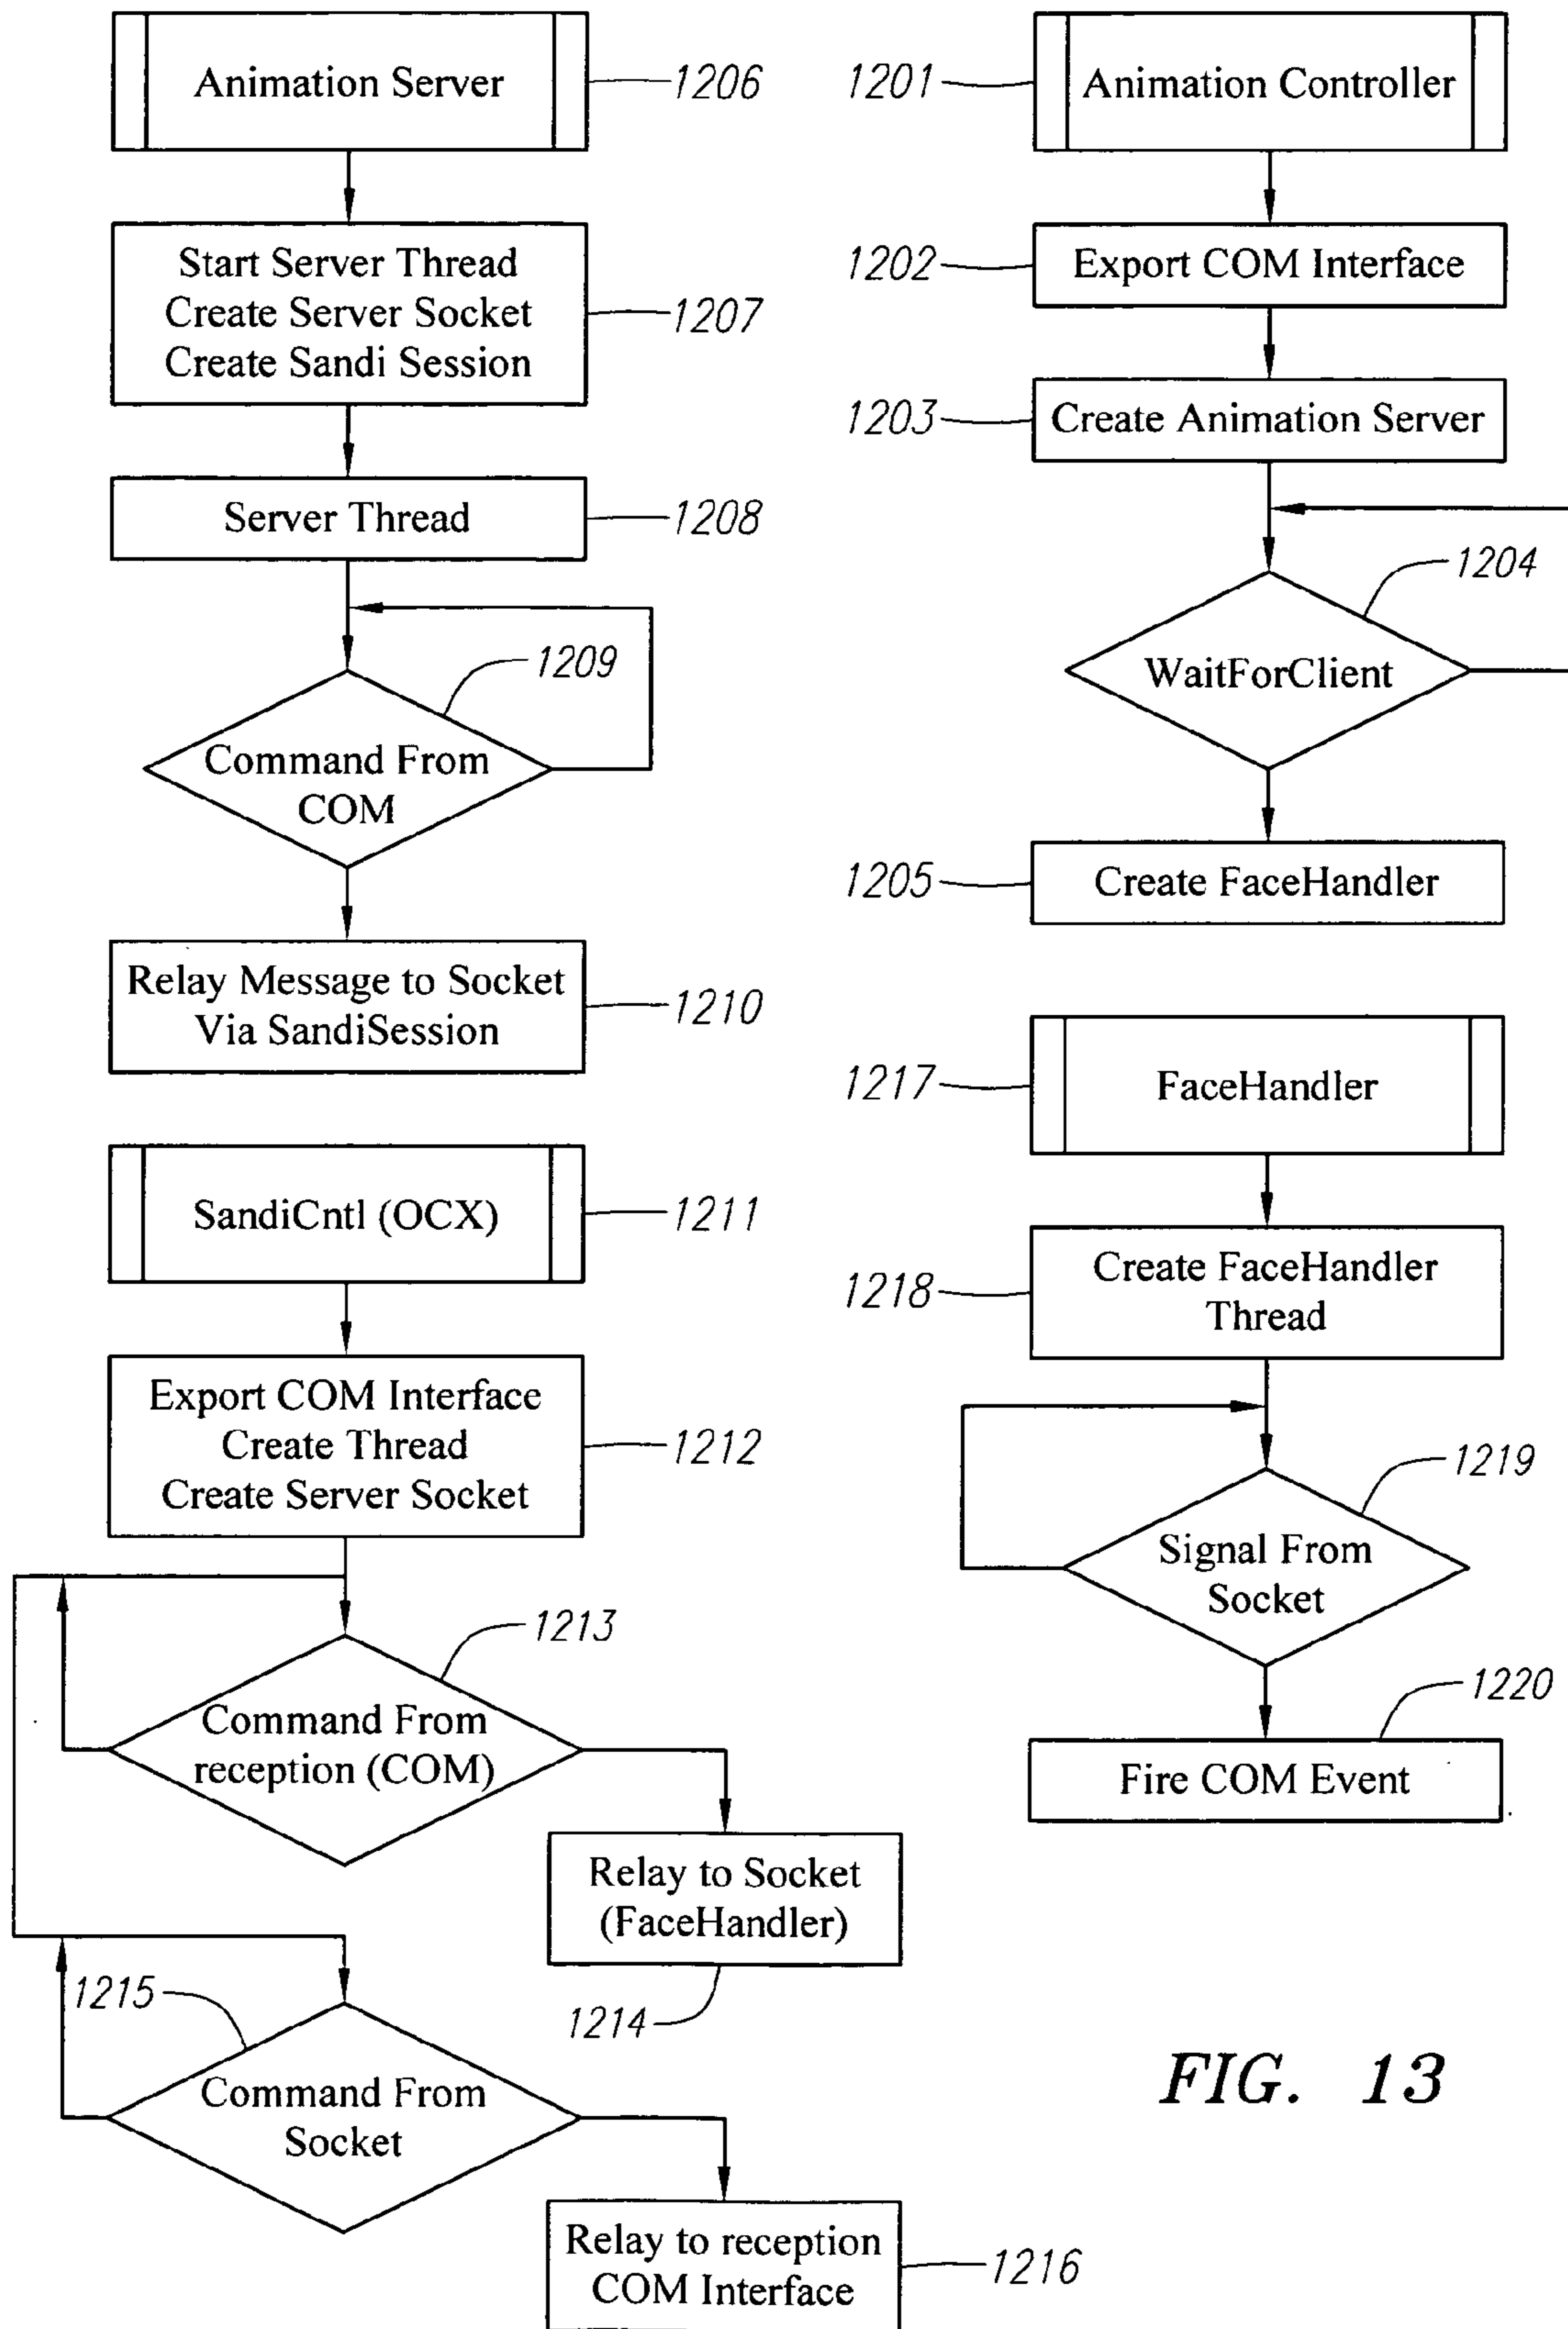 Animation Server
1206
Start Server Thread
Create Server Socket
Create Sandi Session
1207
Server Thread
1208
1209
Command From
COM
Relay Message to Socket
Via SandiSession
1210
SandiCntl (OCX)
1211
Export COM Interface
Create Thread
Create Server Socket
1212
1213
Command From
reception (COM)
Relay to Socket
(FaceHandler)
1214
1215
Command From
Socket
Relay to reception
COM Interface
1216
1201
Animation Controller
1202
Export COM Interface
1203
Create Animation Server
1204
WaitForClient
1205
Create FaceHandler
1217
FaceHandler
1218
Create FaceHandler
Thread
1219
Signal From
Socket
1220
Fire COM Event
FIG. 13